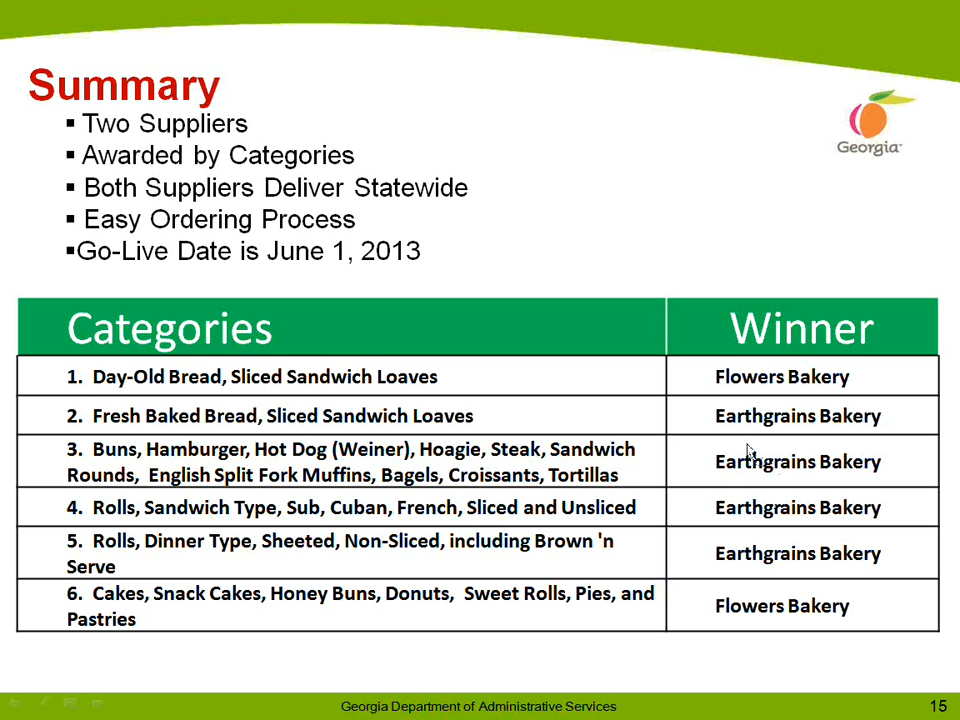 Summary
▪ Two Suppliers
▪ Awarded by Categories
▪ Both Suppliers Deliver Statewide
▪ Easy Ordering Process
▪Go-Live Date is June 1, 2013
Georgia™
Categories Winner
1. Day-Old Bread, Sliced Sandwich Loaves Flowers Bakery
2. Fresh Baked Bread, Sliced Sandwich Loaves Earthgrains Bakery
3. Buns, Hamburger, Hot Dog (Weiner), Hoagie, Steak, Sandwich
Rounds, English Split Fork Muffins, Bagels, Croissants, Tortillas Earthgrains Bakery
4. Rolls, Sandwich Type, Sub, Cuban, French, Sliced and Unsliced Earthgrains Bakery
5. Rolls, Dinner Type, Sheeted, Non-Sliced, including Brown 'n
Serve Earthgrains Bakery
6. Cakes, Snack Cakes, Honey Buns, Donuts, Sweet Rolls, Pies, and
Pastries Flowers Bakery
Georgia Department of Administrative Services 15